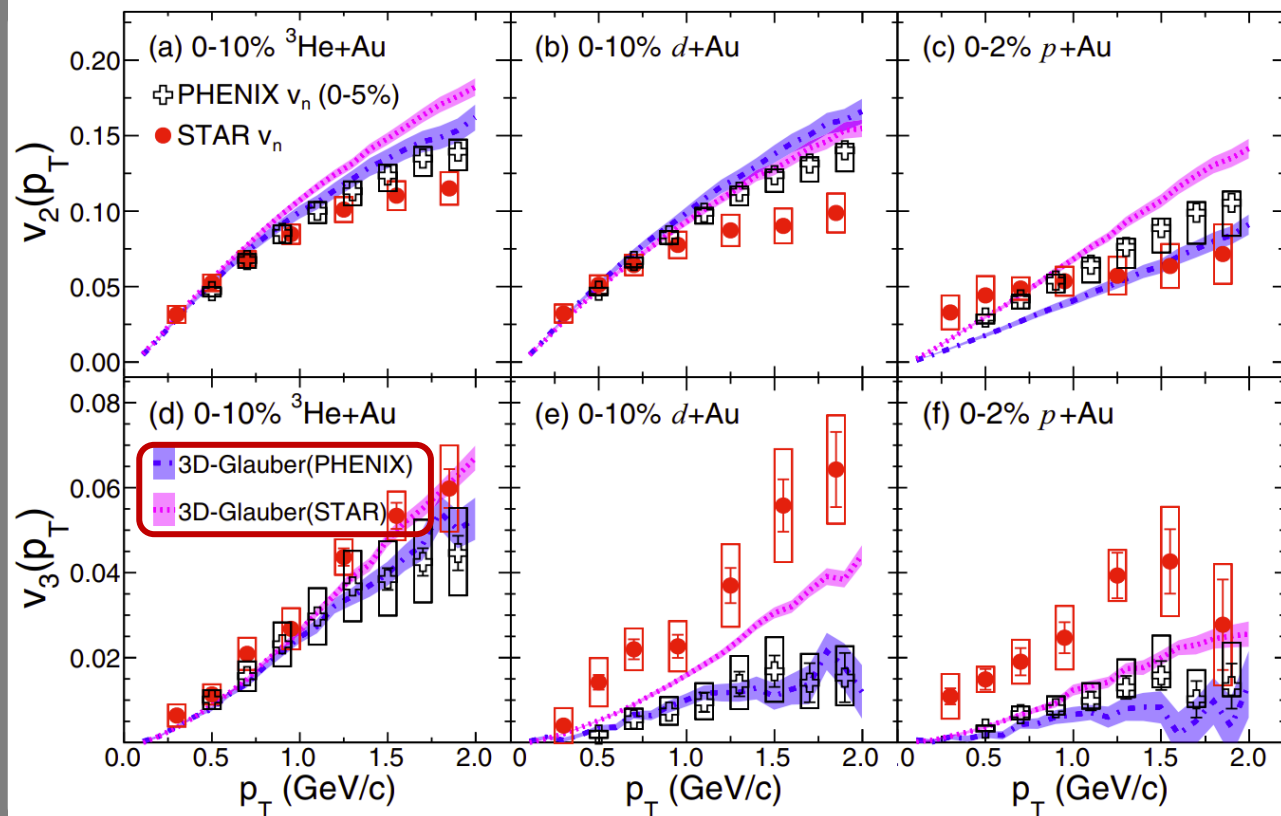 (a) 0-10% ³He+Au
(b) 0-10% d+Au
(c) 0-2% p+Au
PHENIX vₙ (0-5%)
STAR vₙ
v₂(p_T)
0.20
0.15
0.10
0.05
0.00
(d) 0-10% ³He+Au
(e) 0-10% d+Au
(f) 0-2% p+Au
3D-Glauber(PHENIX)
3D-Glauber(STAR)
v₃(p_T)
0.08
0.06
0.04
0.02
0.0 0.5 1.0 1.5 2.0 0.5 1.0 1.5 2.0 0.5 1.0 1.5 2.0
p_T (GeV/c) p_T (GeV/c) p_T (GeV/c)